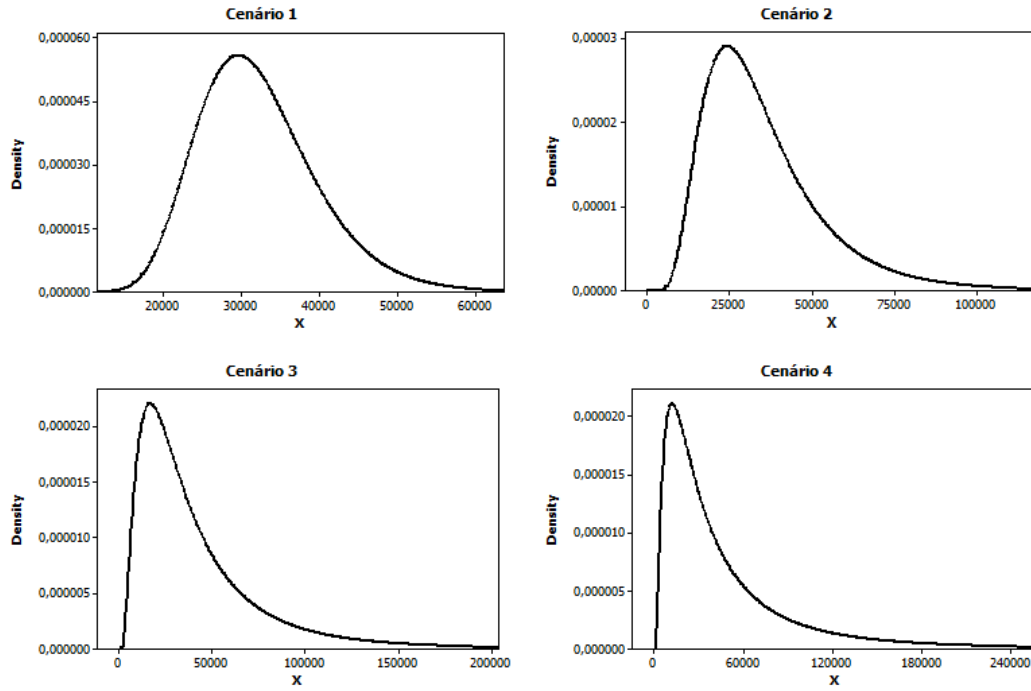 Cenário 1
0,000060
0,000045
0,000030
0,000015
0,000000
Density
20000 30000 40000 50000 60000
X
Cenário 2
0,00003
0,00002
0,00001
0,00000
Density
0 25000 50000 75000 100000
X
Cenário 3
0,000020
0,000015
0,000010
0,000005
0,000000
Density
0 50000 100000 150000 200000
X
Cenário 4
0,000020
0,000015
0,000010
0,000005
0,000000
Density
0 60000 120000 180000 240000
X